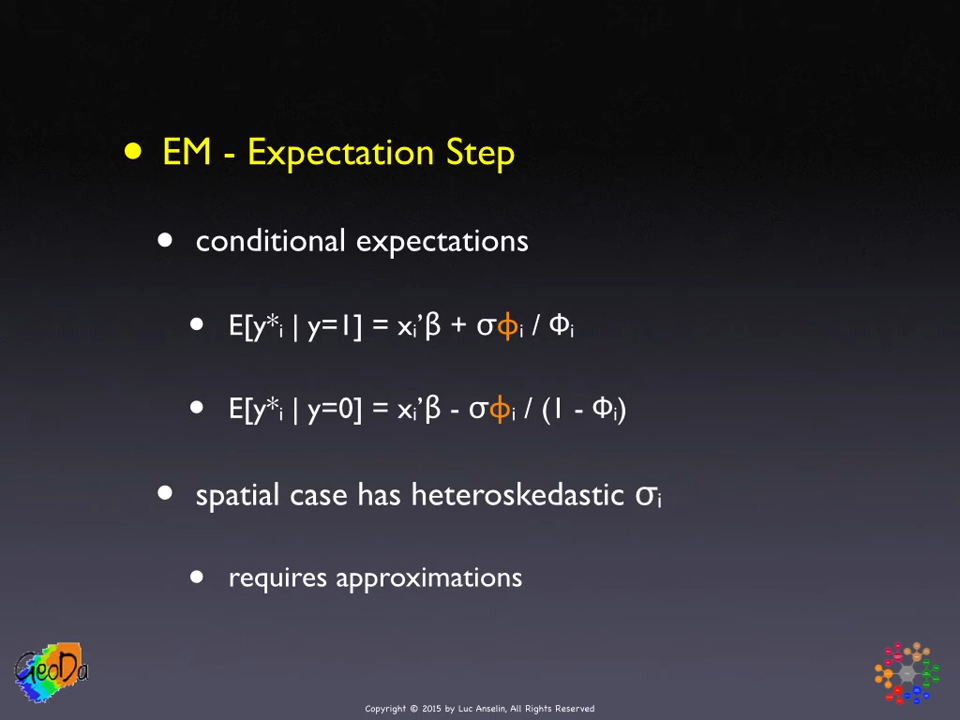 • EM - Expectation Step
• conditional expectations
• E[y*ᵢ | y=1] = xᵢ’β + σϕᵢ / Φᵢ
• E[y*ᵢ | y=0] = xᵢ’β - σϕᵢ / (1 - Φᵢ)
• spatial case has heteroskedastic σᵢ
• requires approximations
GeoDa
Copyright © 2015 by Luc Anselin, All Rights Reserved